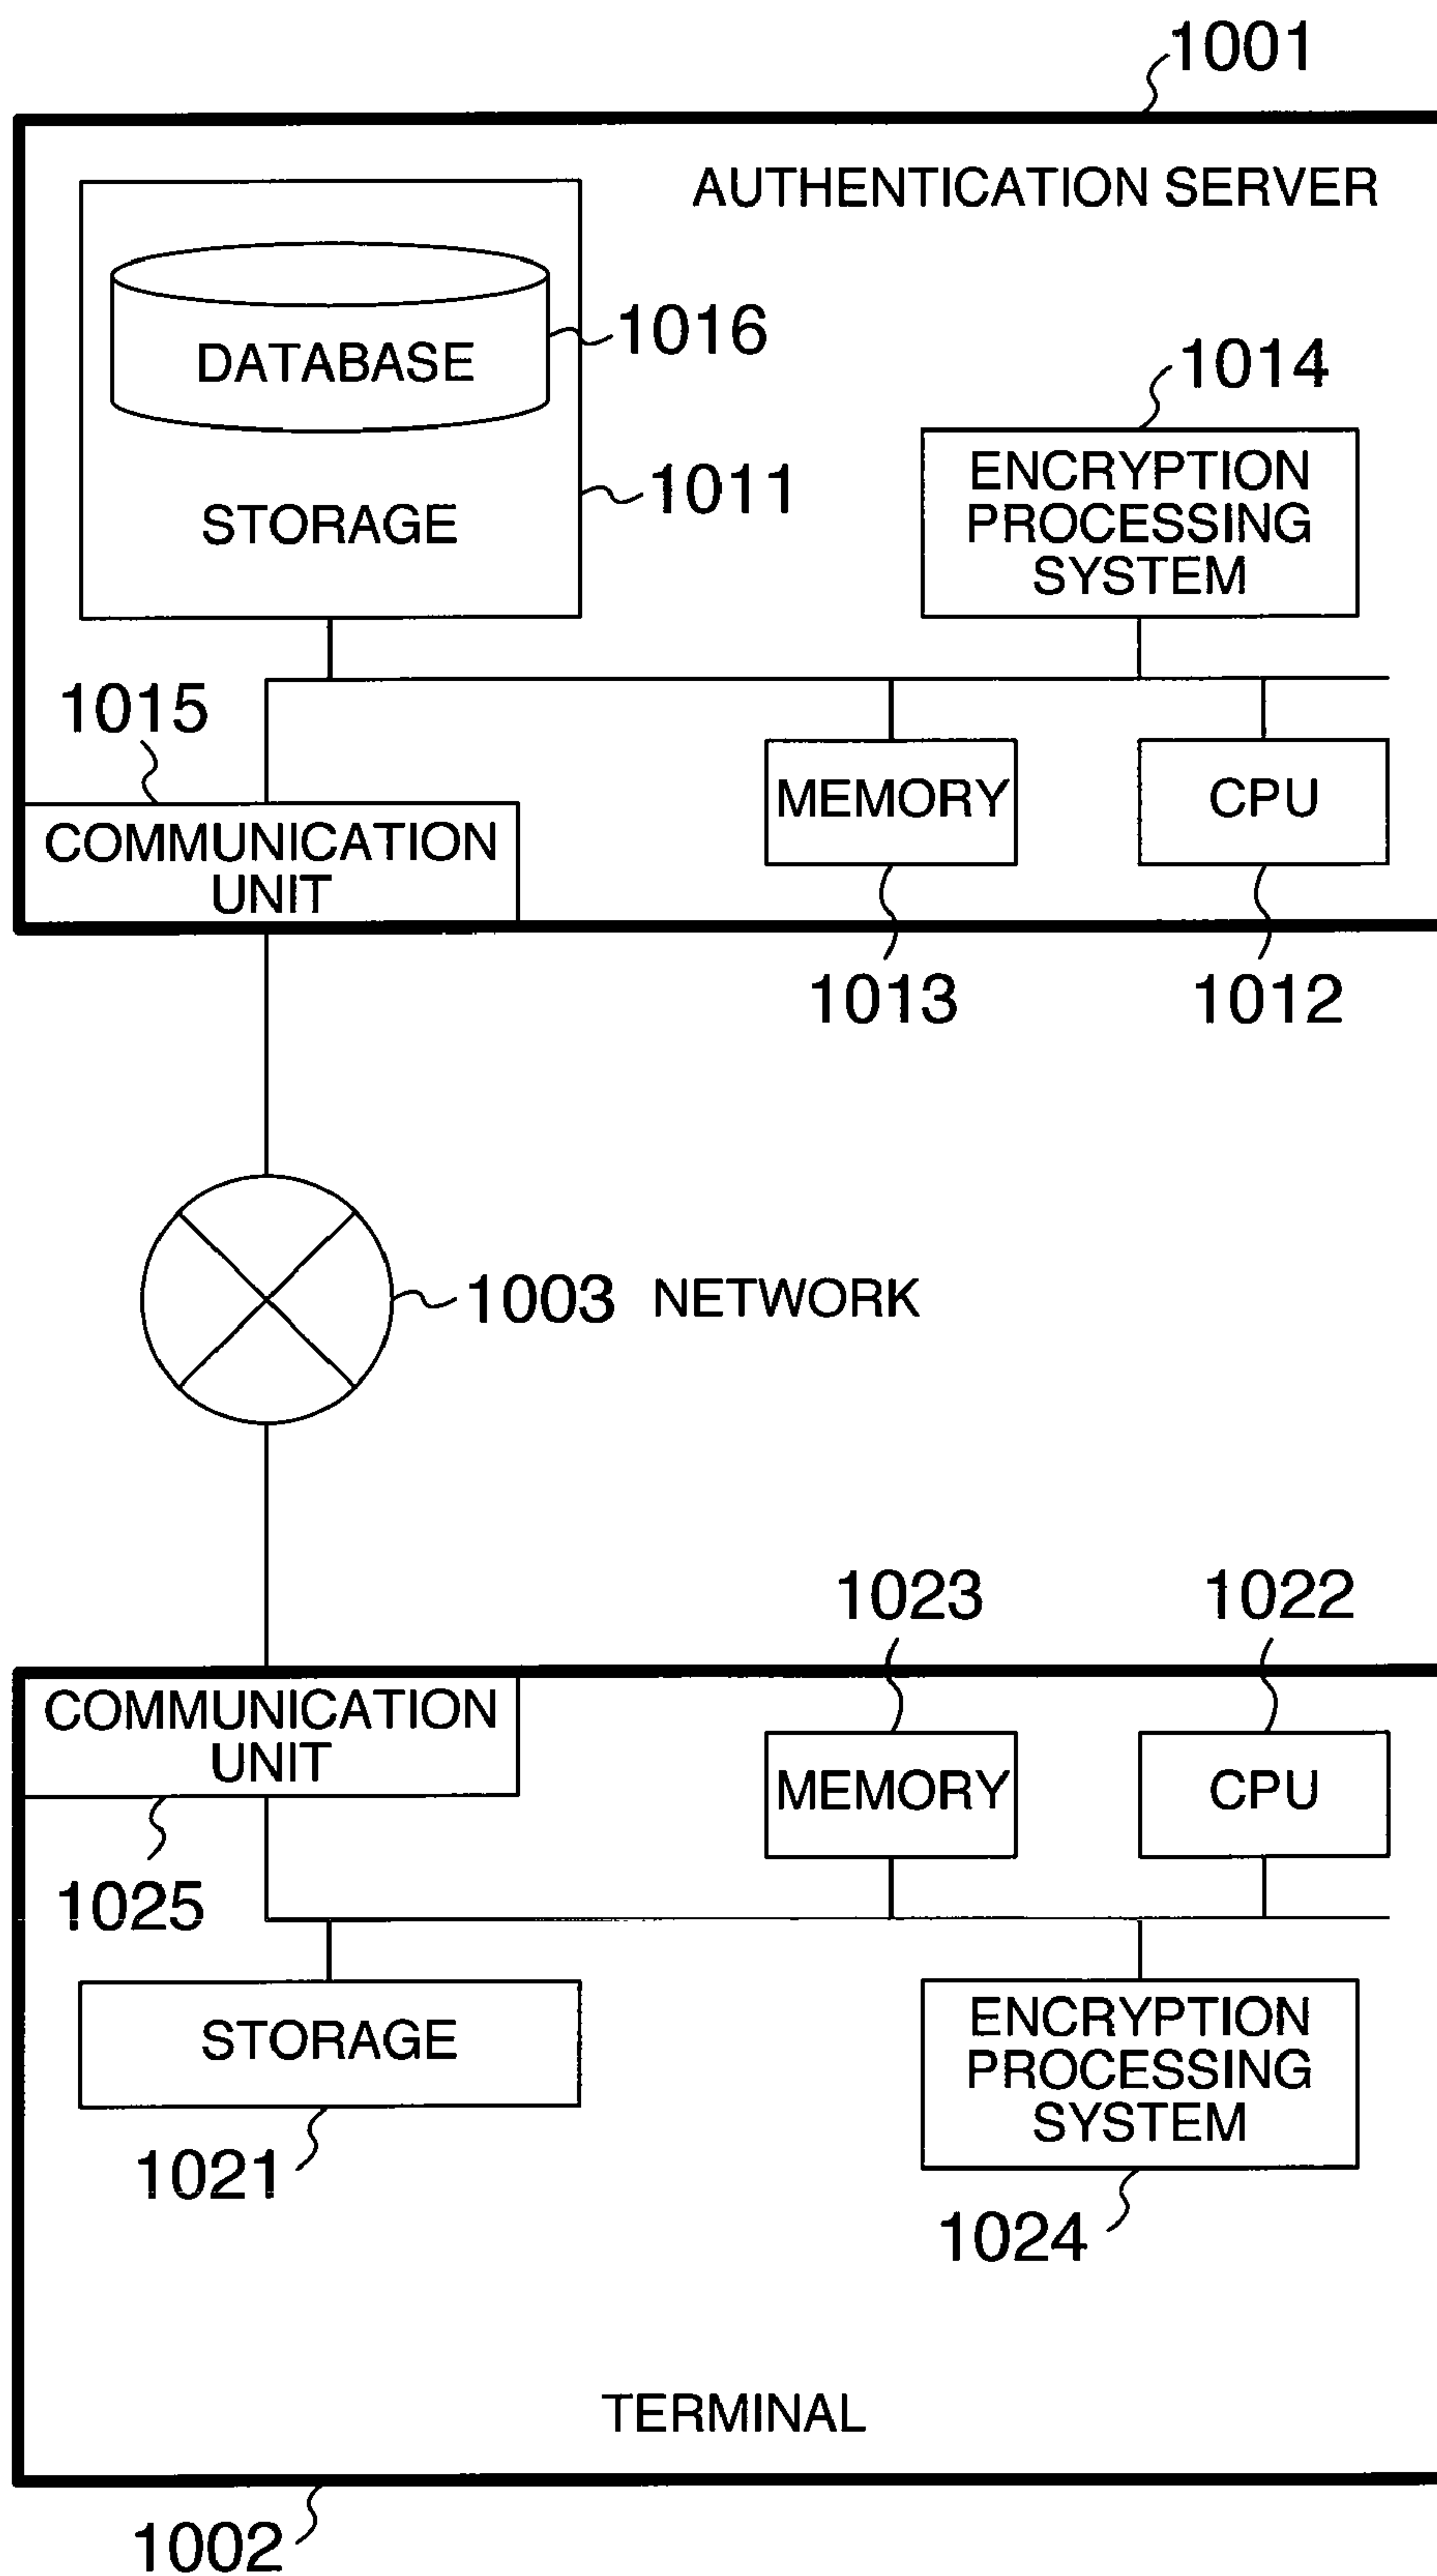 1001
AUTHENTICATION SERVER
DATABASE
1016
1014
STORAGE
1011
ENCRYPTION
PROCESSING
SYSTEM
1015
COMMUNICATION
UNIT
MEMORY
CPU
1013
1012
1003 NETWORK
1023
1022
COMMUNICATION
UNIT
MEMORY
CPU
1025
STORAGE
ENCRYPTION
PROCESSING
SYSTEM
1021
1024
TERMINAL
1002